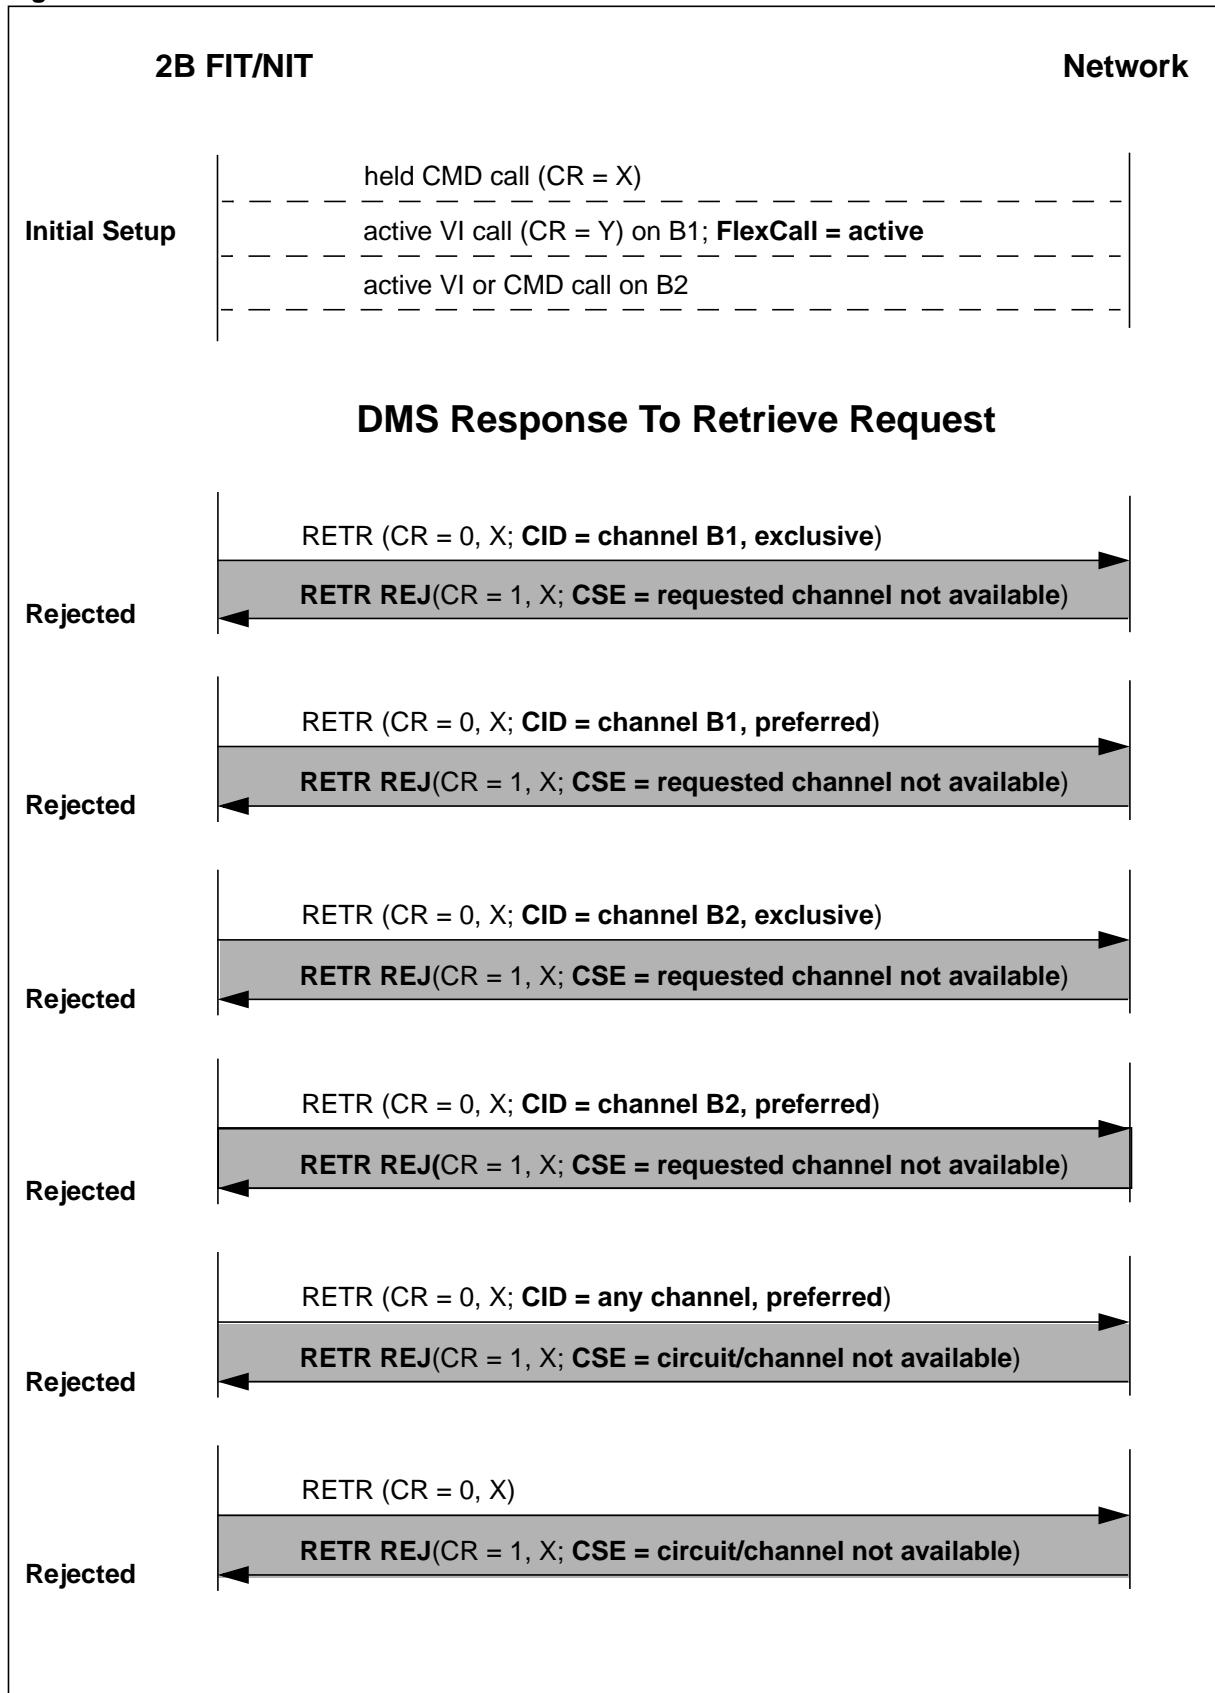 2B FIT/NIT
Network
held CMD call (CR = X)
Initial Setup
active VI call (CR = Y) on B1; FlexCall = active
active VI or CMD call on B2
DMS Response To Retrieve Request
RETR (CR = 0, X; CID = channel B1, exclusive)
RETR REJ(CR = 1, X; CSE = requested channel not available)
Rejected
RETR (CR = 0, X; CID = channel B1, preferred)
RETR REJ(CR = 1, X; CSE = requested channel not available)
Rejected
RETR (CR = 0, X; CID = channel B2, exclusive)
RETR REJ(CR = 1, X; CSE = requested channel not available)
Rejected
RETR (CR = 0, X; CID = channel B2, preferred)
RETR REJ(CR = 1, X; CSE = requested channel not available)
Rejected
RETR (CR = 0, X; CID = any channel, preferred)
RETR REJ(CR = 1, X; CSE = circuit/channel not available)
Rejected
RETR (CR = 0, X)
RETR REJ(CR = 1, X; CSE = circuit/channel not available)
Rejected